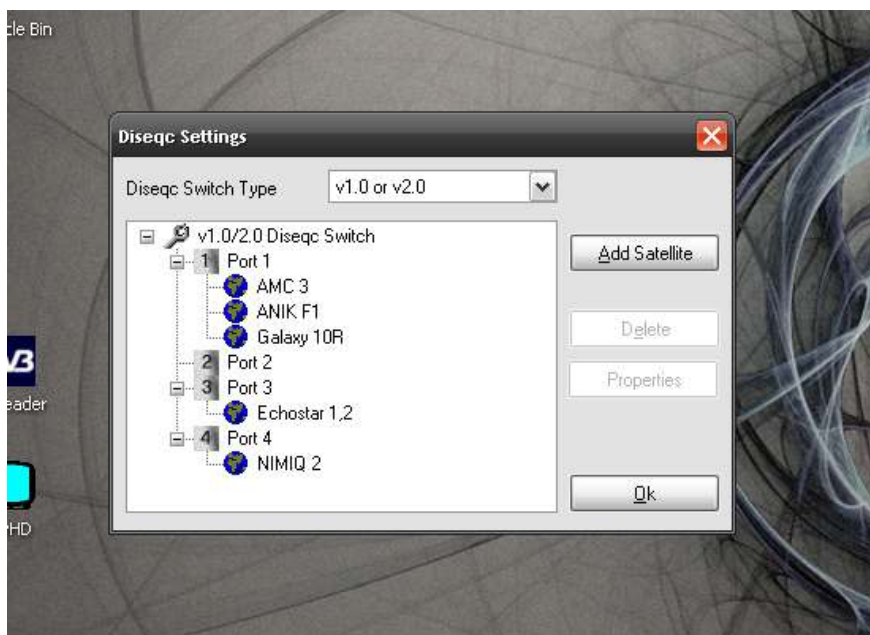 cle Bin
Diseqc Settings
Diseqc Switch Type
v1.0 or v2.0
v1.0/2.0 Diseqc Switch
1 Port 1
AMC 3
ANIK F1
Galaxy 10R
2 Port 2
3 Port 3
Echostar 1,2
4 Port 4
NIMIQ 2
Add Satellite
Delete
Properties
Ok
eader
HD